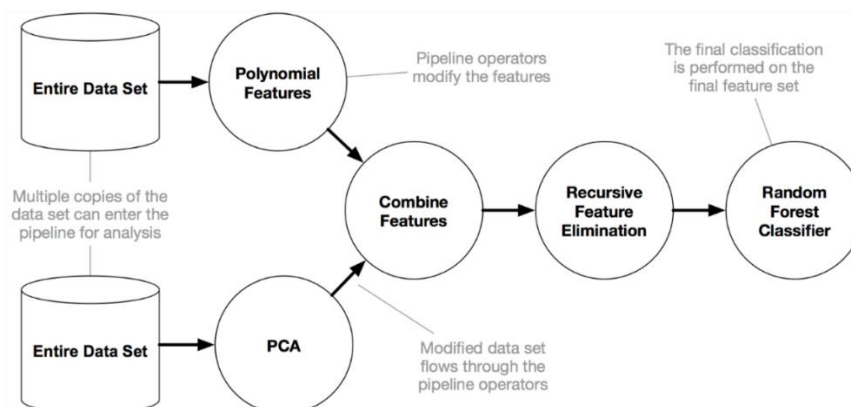 Entire Data Set
Polynomial
Features
Pipeline operators
modify the features
The final classification
is performed on the
final feature set
Multiple copies of the
data set can enter the
pipeline for analysis
Combine
Features
Recursive
Feature
Elimination
Random
Forest
Classifier
Entire Data Set
PCA
Modified data set
flows through the
pipeline operators